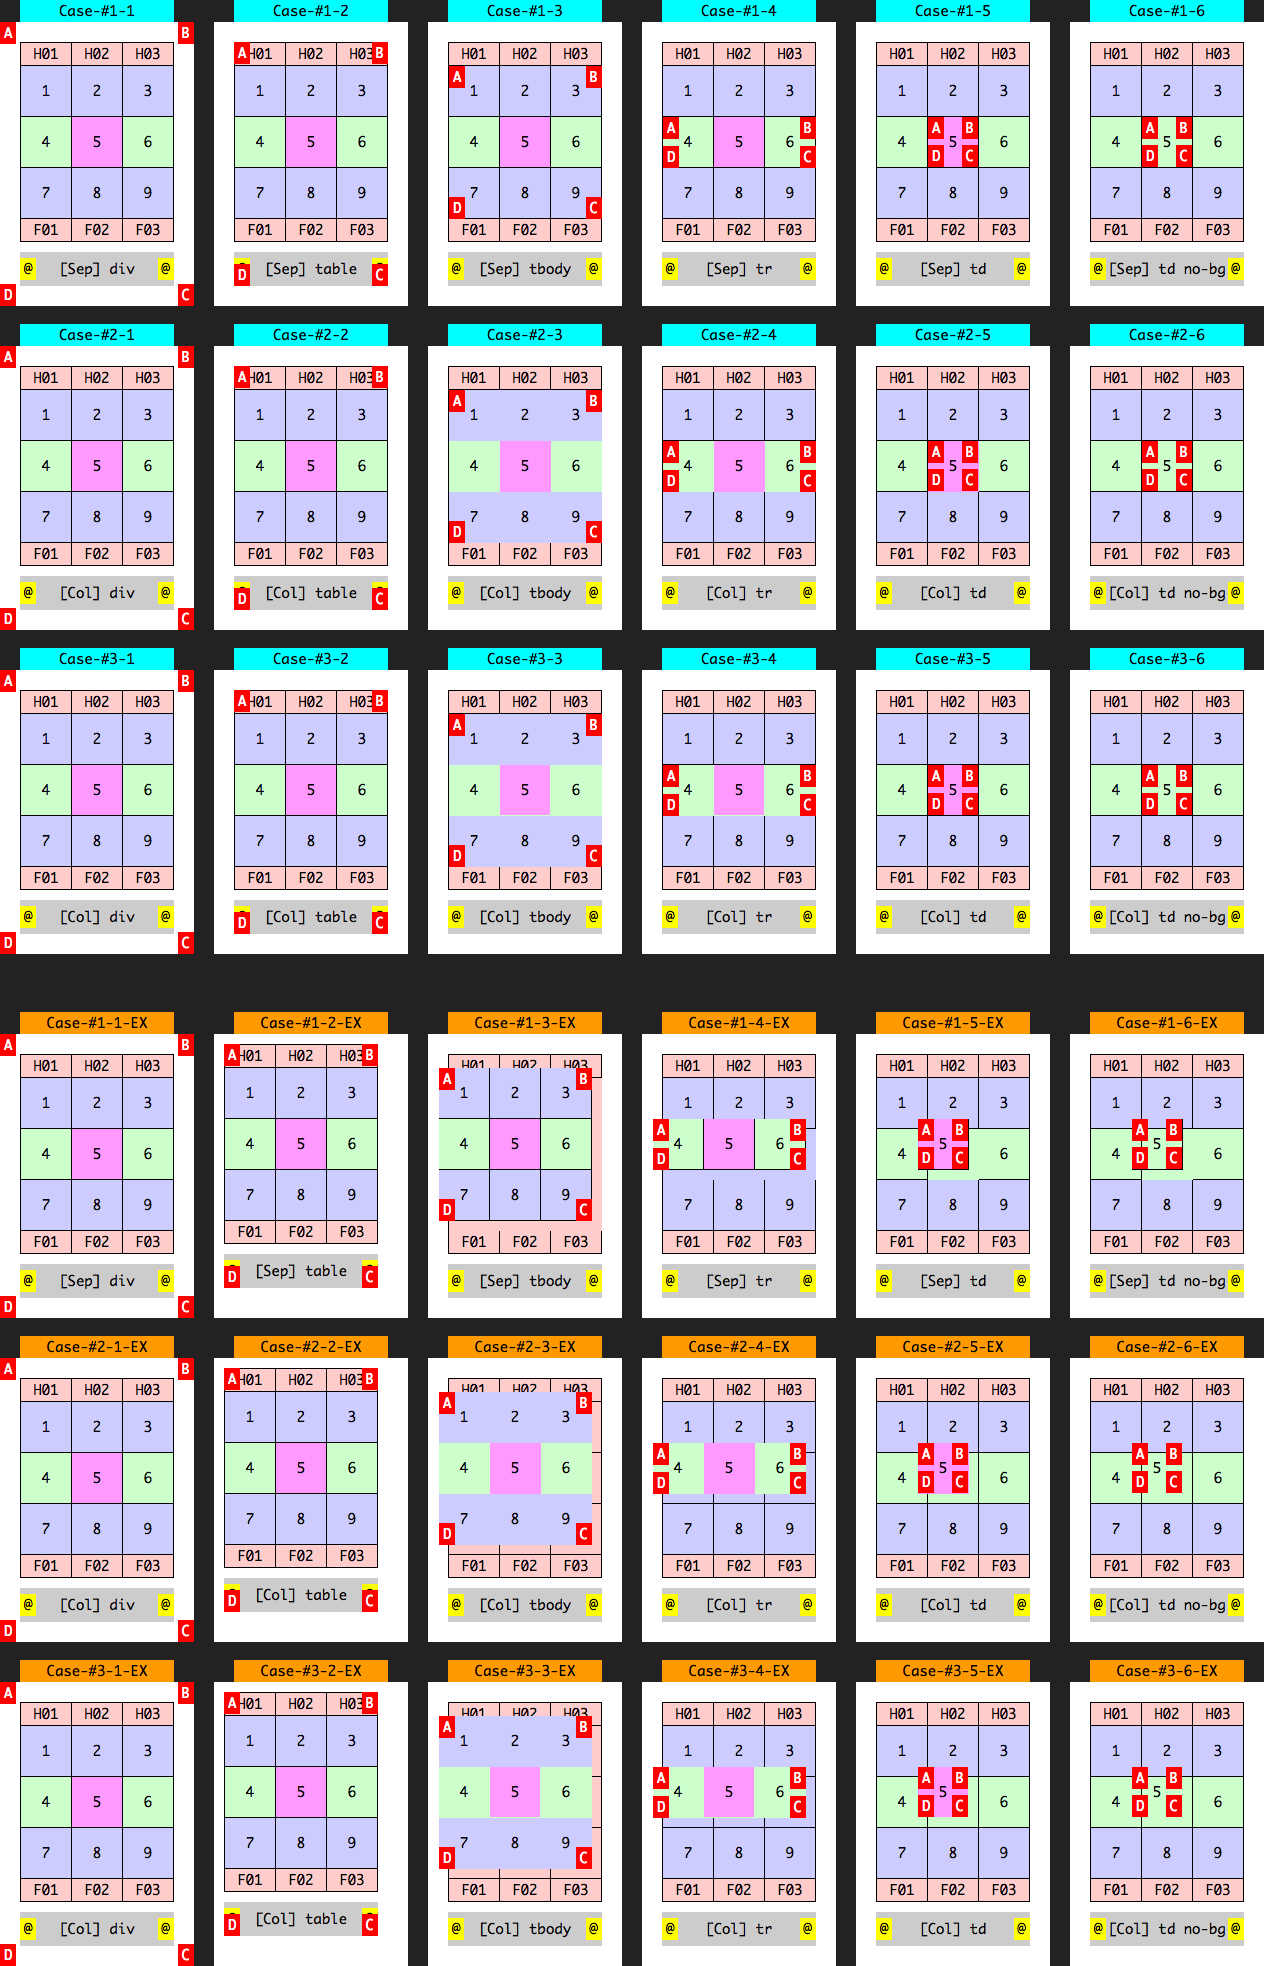 Case-#1-1 Case-#1-2 Case-#1-3 Case-#1-4 Case-#1-5 Case-#1-6
A B
H01 H02 H03 A H01 H02 H03 B H01 H02 H03 H01 H02 H03 H01 H02 H03 H01 H02 H03
A B
1 2 3 1 2 3 1 2 3 1 2 3 1 2 3 1 2 3
A B A B A B
4 5 6 4 5 6 4 5 6 4 5 6 4 5 6 4 5 6
D C D C D C
7 8 9 7 8 9 7 8 9 7 8 9 7 8 9 7 8 9
D C
F01 F02 F03 F01 F02 F03 F01 F02 F03 F01 F02 F03 F01 F02 F03 F01 F02 F03
@ [Sep] div @ D [Sep] table C @ [Sep] tbody @ @ [Sep] tr @ @ [Sep] td @ @ [Sep] td no-bg @
D C
Case-#2-1 Case-#2-2 Case-#2-3 Case-#2-4 Case-#2-5 Case-#2-6
A B
H01 H02 H03 A H01 H02 H03 B H01 H02 H03 H01 H02 H03 H01 H02 H03 H01 H02 H03
A B
1 2 3 1 2 3 1 2 3 1 2 3 1 2 3 1 2 3
A B A B A B
4 5 6 4 5 6 4 5 6 4 5 6 4 5 6 4 5 6
D C D C D C
7 8 9 7 8 9 7 8 9 7 8 9 7 8 9 7 8 9
D C
F01 F02 F03 F01 F02 F03 F01 F02 F03 F01 F02 F03 F01 F02 F03 F01 F02 F03
@ [Col] div @ D [Col] table C @ [Col] tbody @ @ [Col] tr @ @ [Col] td @ @ [Col] td no-bg @
D C
Case-#3-1 Case-#3-2 Case-#3-3 Case-#3-4 Case-#3-5 Case-#3-6
A B
H01 H02 H03 A H01 H02 H03 B H01 H02 H03 H01 H02 H03 H01 H02 H03 H01 H02 H03
A B
1 2 3 1 2 3 1 2 3 1 2 3 1 2 3 1 2 3
A B A B A B
4 5 6 4 5 6 4 5 6 4 5 6 4 5 6 4 5 6
D C D C D C
7 8 9 7 8 9 7 8 9 7 8 9 7 8 9 7 8 9
D C
F01 F02 F03 F01 F02 F03 F01 F02 F03 F01 F02 F03 F01 F02 F03 F01 F02 F03
@ [Col] div @ D [Col] table C @ [Col] tbody @ @ [Col] tr @ @ [Col] td @ @ [Col] td no-bg @
D C
Case-#1-1-EX Case-#1-2-EX Case-#1-3-EX Case-#1-4-EX Case-#1-5-EX Case-#1-6-EX
A B
H01 H02 H03 A H01 H02 H03 B H01 H02 H03 H01 H02 H03 H01 H02 H03 H01 H02 H03
A B
1 2 3 1 2 3 1 2 3 1 2 3 1 2 3 1 2 3
A B A B A B
4 5 6 4 5 6 4 5 6 4 5 6 4 5 6 4 5 6
D C D C D C
7 8 9 7 8 9 7 8 9 7 8 9 7 8 9 7 8 9
D C
F01 F02 F03 F01 F02 F03 F01 F02 F03 F01 F02 F03 F01 F02 F03 F01 F02 F03
@ [Sep] div @ D [Sep] table C @ [Sep] tbody @ @ [Sep] tr @ @ [Sep] td @ @ [Sep] td no-bg @
D C
Case-#2-1-EX Case-#2-2-EX Case-#2-3-EX Case-#2-4-EX Case-#2-5-EX Case-#2-6-EX
A B
H01 H02 H03 A H01 H02 H03 B H01 H02 H03 H01 H02 H03 H01 H02 H03 H01 H02 H03
A B
1 2 3 1 2 3 1 2 3 1 2 3 1 2 3 1 2 3
A B A B A B
4 5 6 4 5 6 4 5 6 4 5 6 4 5 6 4 5 6
D C D C D C
7 8 9 7 8 9 7 8 9 7 8 9 7 8 9 7 8 9
D C
F01 F02 F03 F01 F02 F03 F01 F02 F03 F01 F02 F03 F01 F02 F03 F01 F02 F03
@ [Col] div @ D [Col] table C @ [Col] tbody @ @ [Col] tr @ @ [Col] td @ @ [Col] td no-bg @
D C
Case-#3-1-EX Case-#3-2-EX Case-#3-3-EX Case-#3-4-EX Case-#3-5-EX Case-#3-6-EX
A B
H01 H02 H03 A H01 H02 H03 B H01 H02 H03 H01 H02 H03 H01 H02 H03 H01 H02 H03
A B
1 2 3 1 2 3 1 2 3 1 2 3 1 2 3 1 2 3
A B A B A B
4 5 6 4 5 6 4 5 6 4 5 6 4 5 6 4 5 6
D C D C D C
7 8 9 7 8 9 7 8 9 7 8 9 7 8 9 7 8 9
D C
F01 F02 F03 F01 F02 F03 F01 F02 F03 F01 F02 F03 F01 F02 F03 F01 F02 F03
@ [Col] div @ D [Col] table C @ [Col] tbody @ @ [Col] tr @ @ [Col] td @ @ [Col] td no-bg @
D C